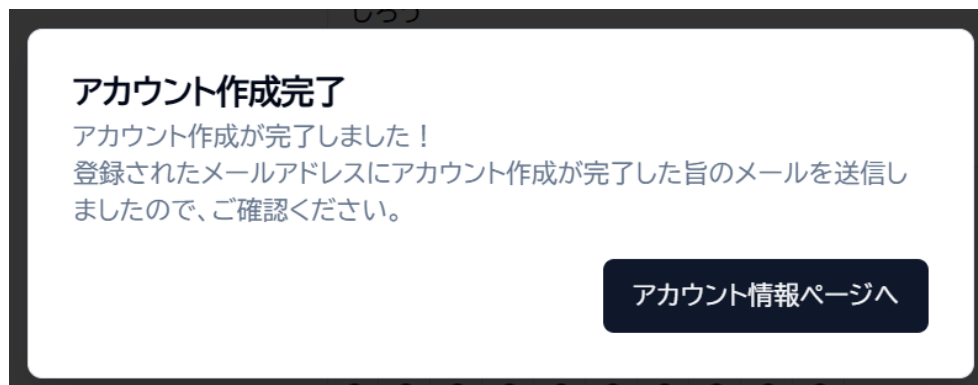 しろう
アカウント作成完了
アカウント作成が完了しました！
登録されたメールアドレスにアカウント作成が完了した旨のメールを送信し
ましたので、ご確認ください。
アカウント情報ページへ